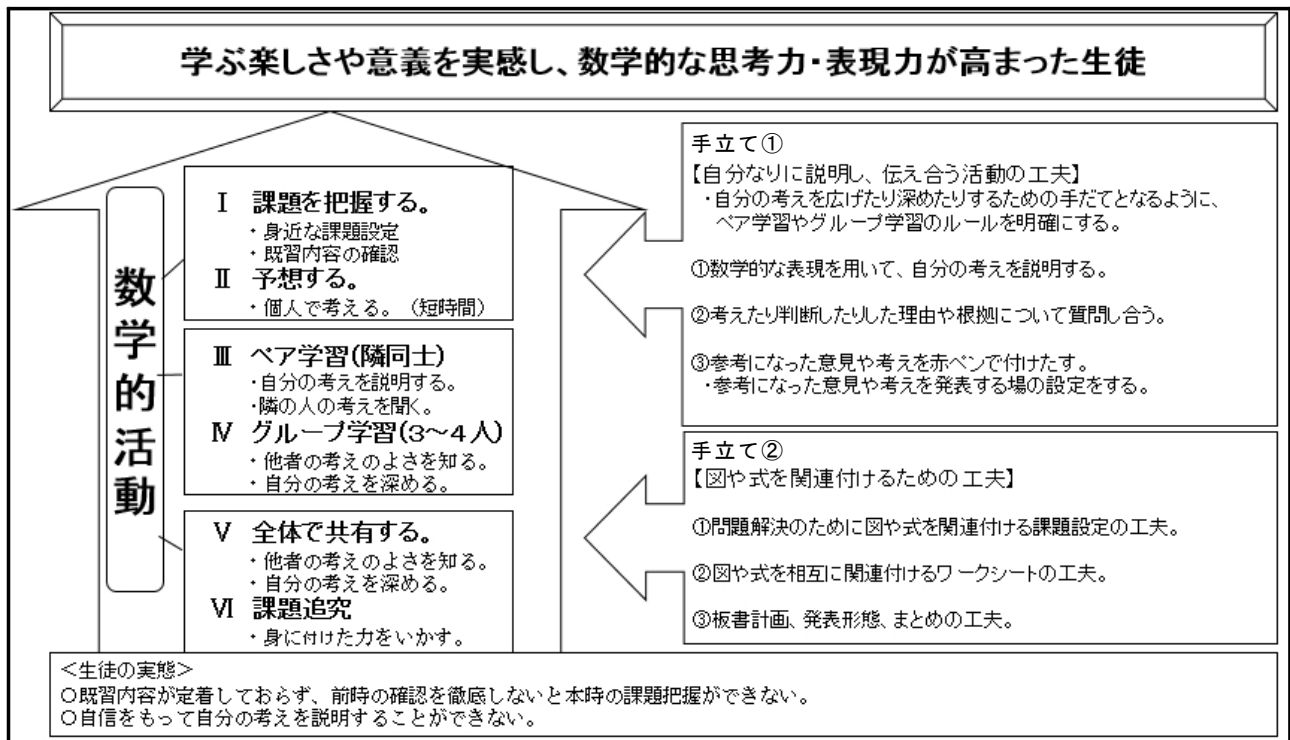 学ぶ楽しさや意義を実感し、数学的な思考力・表現力が高まった生徒
数学的活動
Ⅰ 課題を把握する。
・身近な課題設定
・既習内容の確認
Ⅱ 予想する。
・個人で考える。（短時間）
Ⅲ ペア学習(隣同士)
・自分の考えを説明する。
・隣の人の考えを聞く。
Ⅳ グループ学習(3～4人)
・他者の考えのよさを知る。
・自分の考えを深める。
Ⅴ 全体で共有する。
・他者の考えのよさを知る。
・自分の考えを深める。
Ⅵ 課題追究
・身に付けた力をいかす。
手立て①
【自分なりに説明し、伝え合う活動の工夫】
・自分の考えを広げたり深めたりするための手だてとなるように、
ペア学習やグループ学習のルールを明確にする。
①数学的な表現を用いて、自分の考えを説明する。
②考えたり判断したりした理由や根拠について質問し合う。
③参考になった意見や考えを赤ペンで付けたす。
・参考になった意見や考えを発表する場の設定をする。
手立て②
【図や式を関連付けるための工夫】
①問題解決のために図や式を関連付ける課題設定の工夫。
②図や式を相互に関連付けるワークシートの工夫。
③板書計画、発表形態、まとめの工夫。
＜生徒の実態＞
○既習内容が定着しておらず、前時の確認を徹底しないと本時の課題把握ができない。
○自信をもって自分の考えを説明することができない。